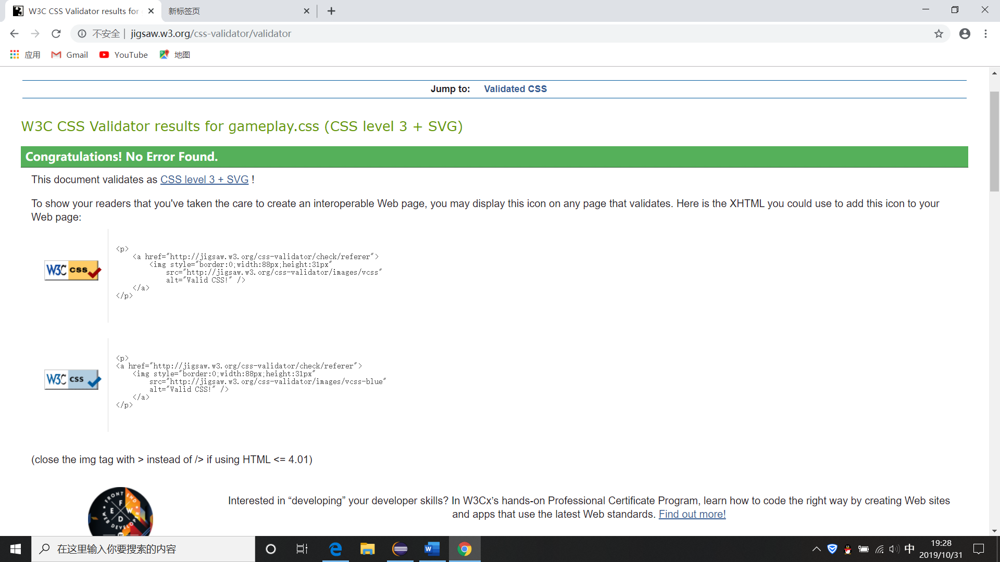 W3C CSS Validator results for
新标签页
不安全 | jigsaw.w3.org/css-validator/validator
应用 Gmail YouTube 地图
Jump to: Validated CSS
W3C CSS Validator results for gameplay.css (CSS level 3 + SVG)
Congratulations! No Error Found.
This document validates as CSS level 3 + SVG !
To show your readers that you've taken the care to create an interoperable Web page, you may display this icon on any page that validates. Here is the XHTML you could use to add this icon to your
Web page:
W3C css
<p>
<a href="http://jigsaw.w3.org/css-validator/check/referer">
<img style="border:0;width:88px;height:31px"
src="http://jigsaw.w3.org/css-validator/images/vcss"
alt="Valid CSS!" />
</a>
</p>
W3C css
<p>
<a href="http://jigsaw.w3.org/css-validator/check/referer">
<img style="border:0;width:88px;height:31px"
src="http://jigsaw.w3.org/css-validator/images/vcss-blue"
alt="Valid CSS!" />
</a>
</p>
(close the img tag with > instead of /> if using HTML <= 4.01)
FRONT END
WEB DEVELOPER
F
E W
D
Interested in “developing” your developer skills? In W3Cx’s hands-on Professional Certificate Program, learn how to code the right way by creating Web sites
and apps that use the latest Web standards. Find out more!
在这里输入你要搜索的内容
中
19:28
2019/10/31